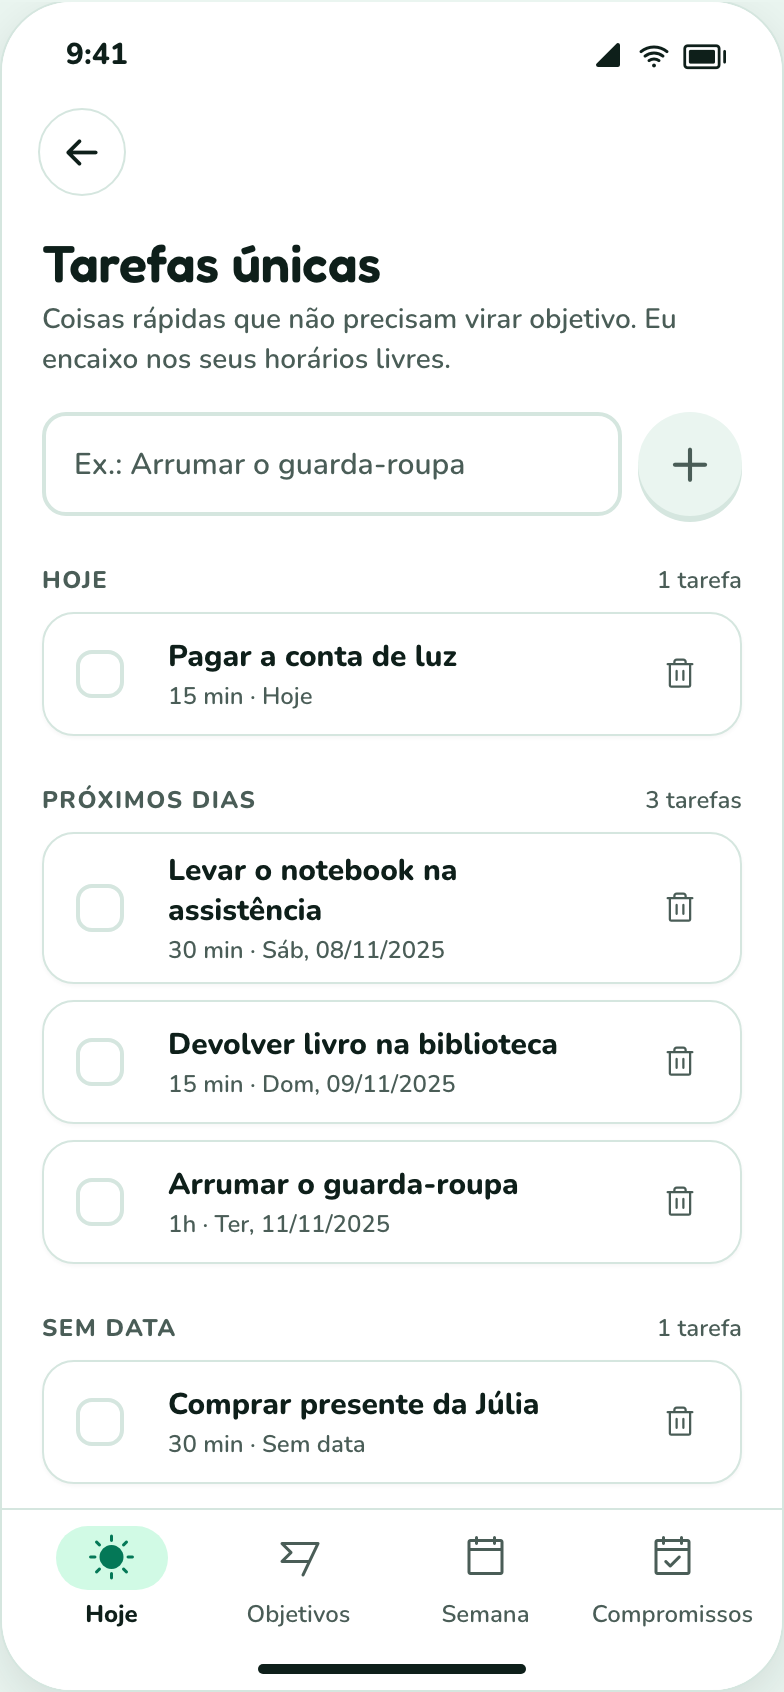 9:41
Tarefas únicas
Coisas rápidas que não precisam virar objetivo. Eu
encaixo nos seus horários livres.
Ex.: Arrumar o guarda-roupa
HOJE
1 tarefa
Pagar a conta de luz
15 min · Hoje
PRÓXIMOS DIAS
3 tarefas
Levar o notebook na
assistência
30 min · Sáb, 08/11/2025
Devolver livro na biblioteca
15 min · Dom, 09/11/2025
Arrumar o guarda-roupa
1h · Ter, 11/11/2025
SEM DATA
1 tarefa
Comprar presente da Júlia
30 min · Sem data
Hoje
Objetivos
Semana
Compromissos